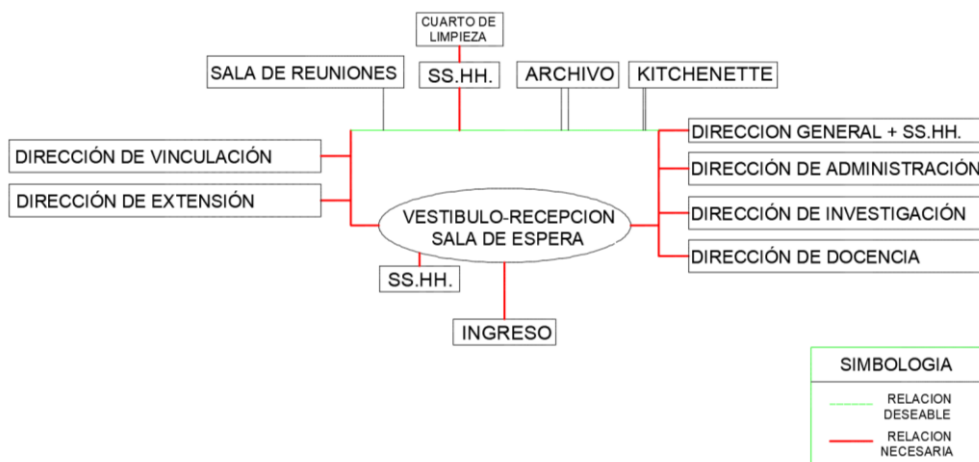 CUARTO DE
LIMPIEZA
SALA DE REUNIONES
SS.HH.
ARCHIVO
KITCHENETTE
DIRECCIÓN DE VINCULACIÓN
DIRECCIÓN DE EXTENSIÓN
DIRECCION GENERAL + SS.HH.
DIRECCIÓN DE ADMINISTRACIÓN
DIRECCIÓN DE INVESTIGACIÓN
DIRECCIÓN DE DOCENCIA
VESTIBULO-RECEPCION
SALA DE ESPERA
SS.HH.
INGRESO
SIMBOLOGIA
RELACION
DESEABLE
RELACION
NECESARIA